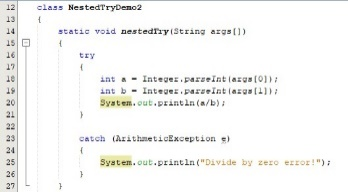 12 class NestedTryDemo2
13 {
14 static void nestedTry(String args[])
15 {
16 try
17 {
18 int a = Integer.parseInt(args[0]);
19 int b = Integer.parseInt(args[1]);
20 System.out.println(a/b);
21 }
22
23 catch (ArithmeticException e)
24 {
25 System.out.println("Divide by zero error!");
26 }
27 }